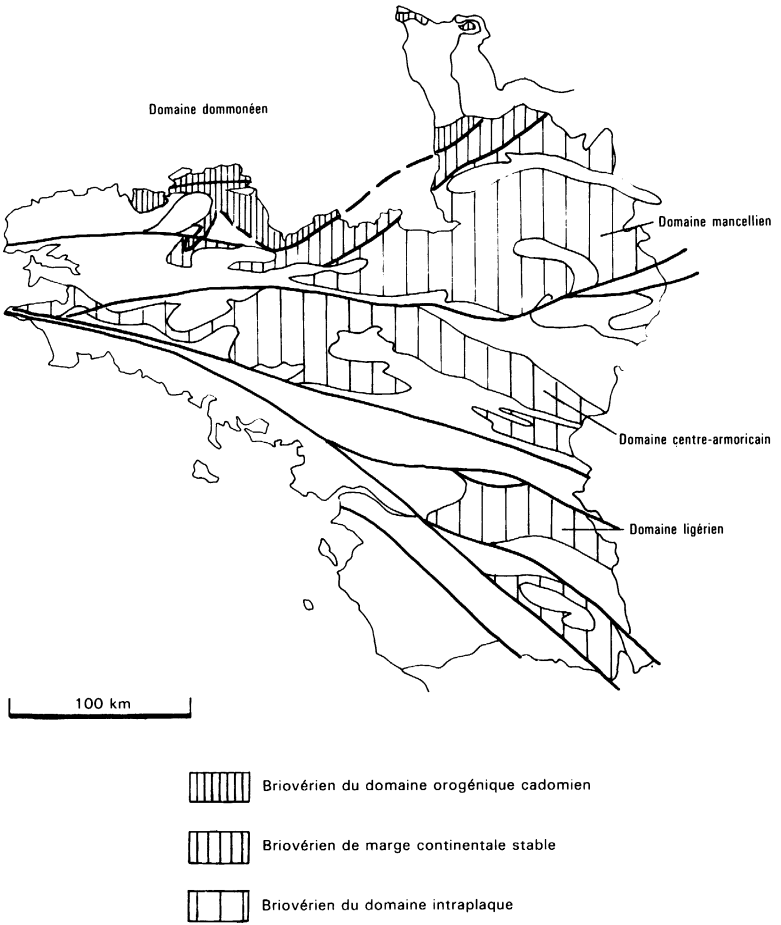 Domaine dommonéen
Domaine mancellien
Domaine centre-armoricain
Domaine ligérien
100 km
Briovérien du domaine orogénique cadomien
Briovérien de marge continentale stable
Briovérien du domaine intraplaque